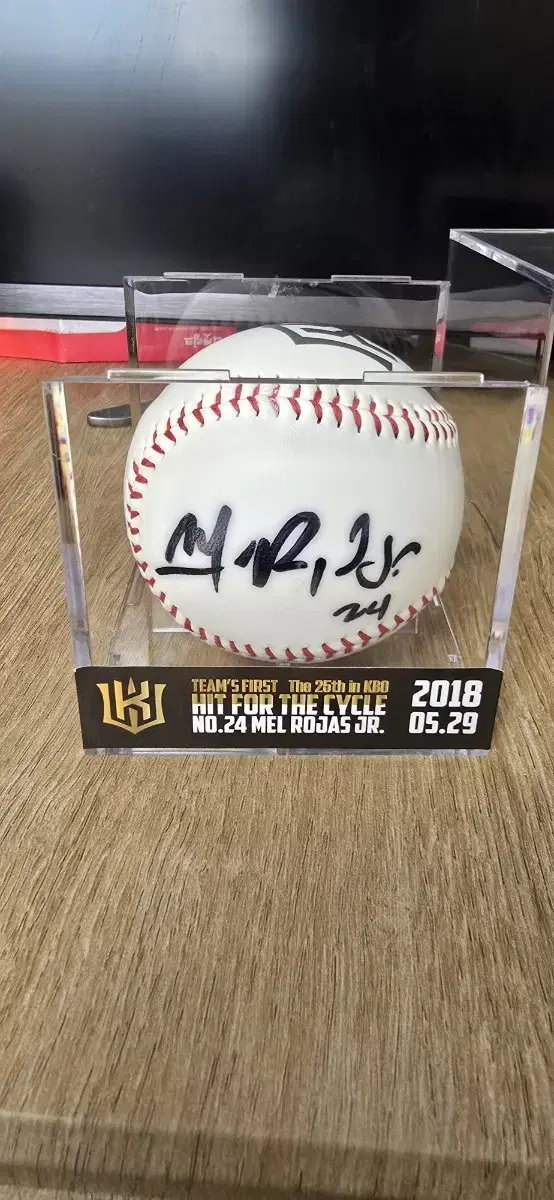 24
TEAM'S FIRST The 25th in KBO
HIT FOR THE CYCLE
NO.24 MEL ROJAS JR.
2018
05.29